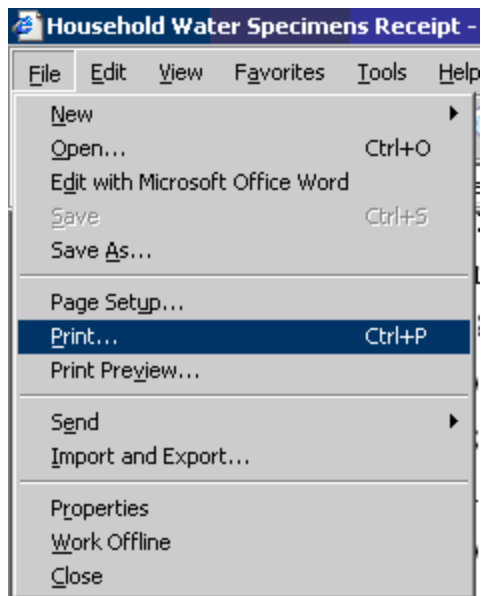 Household Water Specimens Receipt -
File Edit View Favorites Tools Help
New
Open... Ctrl+O
Edit with Microsoft Office Word
Save Ctrl+S
Save As...
Page Setup...
Print... Ctrl+P
Print Preview...
Send
Import and Export...
Properties
Work Offline
Close